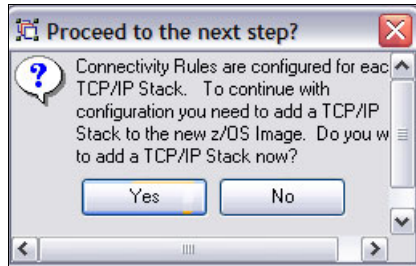 Proceed to the next step?
Connectivity Rules are configured for eac
TCP/IP Stack. To continue with
configuration you need to add a TCP/IP
Stack to the new z/OS Image. Do you w
to add a TCP/IP Stack now?
Yes No